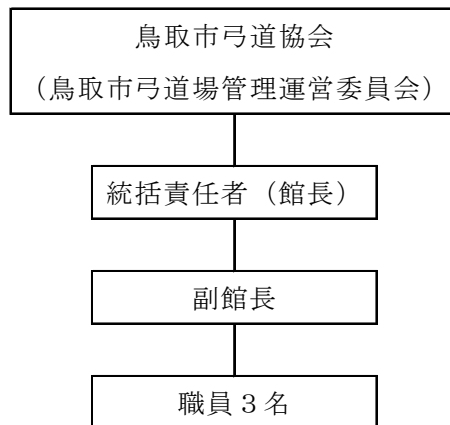 鳥取市弓道協会
（鳥取市弓道場管理運営委員会）
統括責任者（館長）
副館長
職員３名